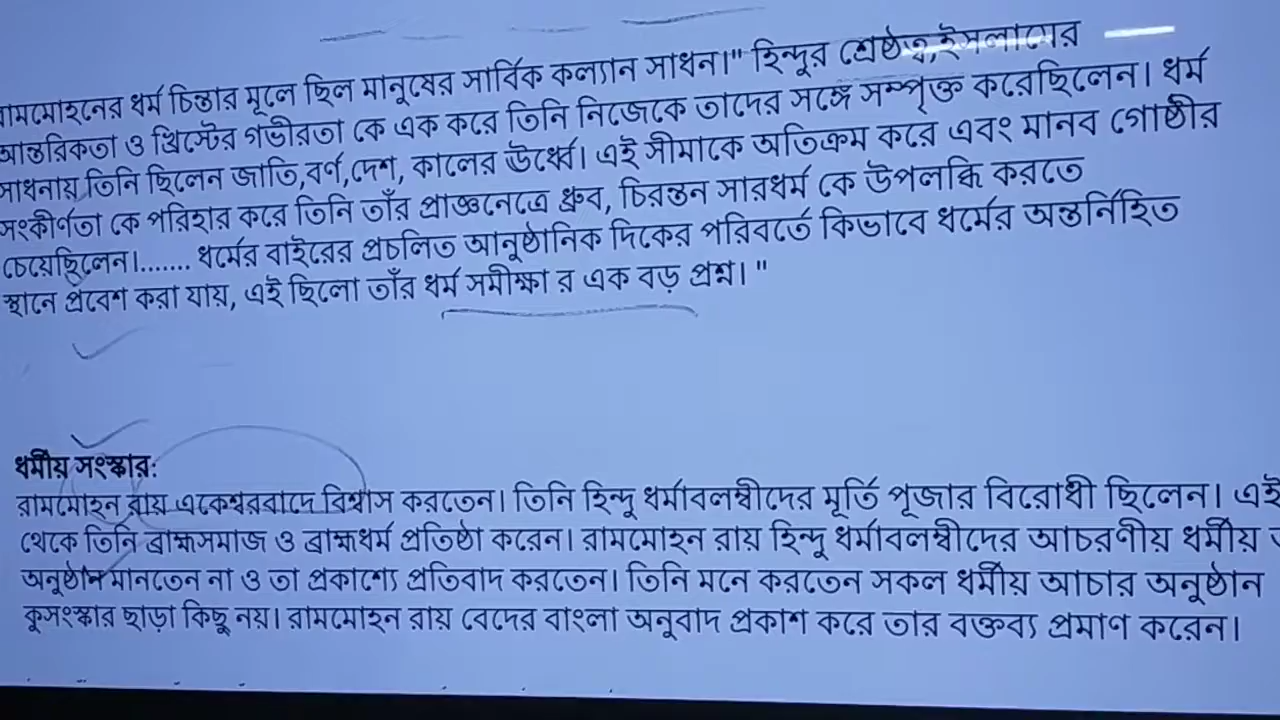 রামমোহনের ধর্ম চিন্তার মূলে ছিল মানুষের সার্বিক কল্যান সাধন।" হিন্দুর শ্রেষ্ঠত্ব,ইসলামের
আন্তরিকতা ও খ্রিস্টের গভীরতা কে এক করে তিনি নিজেকে তাদের সঙ্গে সম্পৃক্ত করেছিলেন। ধর্ম
সাধনায় তিনি ছিলেন জাতি,বর্ণ,দেশ, কালের ঊর্ধ্বে। এই সীমাকে অতিক্রম করে এবং মানব গোষ্ঠীর
সংকীর্ণতা কে পরিহার করে তিনি তাঁর প্রাজ্ঞনেত্রে ধ্রুব, চিরন্তন সারধর্ম কে উপলব্ধি করতে
চেয়েছিলেন।....... ধর্মের বাইরের প্রচলিত আনুষ্ঠানিক দিকের পরিবর্তে কিভাবে ধর্মের অন্তর্নিহিত
স্থানে প্রবেশ করা যায়, এই ছিলো তাঁর ধর্ম সমীক্ষা র এক বড় প্রশ্ন। "
ধর্মীয় সংস্কার:
রামমোহন রায় একেশ্বরবাদে বিশ্বাস করতেন। তিনি হিন্দু ধর্মাবলম্বীদের মূর্তি পূজার বিরোধী ছিলেন। এই
থেকে তিনি ব্রাহ্মসমাজ ও ব্রাহ্মধর্ম প্রতিষ্ঠা করেন। রামমোহন রায় হিন্দু ধর্মাবলম্বীদের আচরণীয় ধর্মীয়
অনুষ্ঠান মানতেন না ও তা প্রকাশ্যে প্রতিবাদ করতেন। তিনি মনে করতেন সকল ধর্মীয় আচার অনুষ্ঠান
কুসংস্কার ছাড়া কিছু নয়। রামমোহন রায় বেদের বাংলা অনুবাদ প্রকাশ করে তার বক্তব্য প্রমাণ করেন।